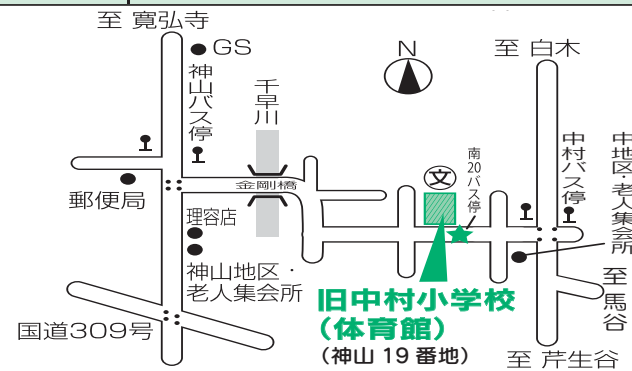 至 寛弘寺
GS
神山バス停
千早川
N
至 白木
金剛橋
郵便局
理容店
神山地区・
老人集会所
国道309号
文
南20バス停
中村バス停
中地区・老人集会所
旧中村小学校
(体育館)
(神山 19 番地)
至 馬谷
至 芹生谷